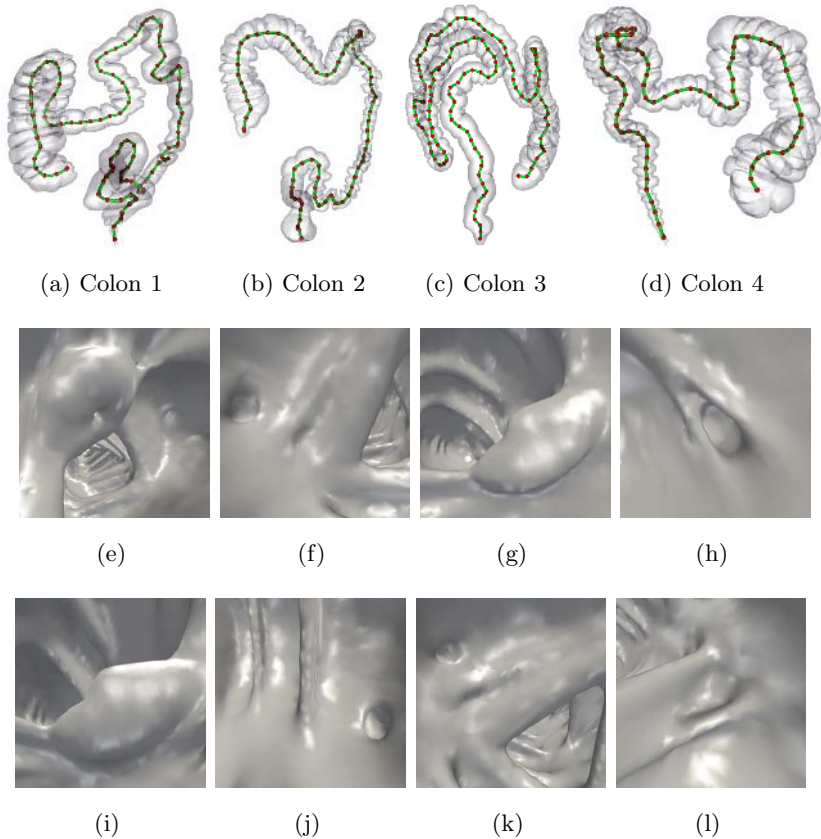 (a) Colon 1
(b) Colon 2
(c) Colon 3
(d) Colon 4
(e)
(f)
(g)
(h)
(i)
(j)
(k)
(l)